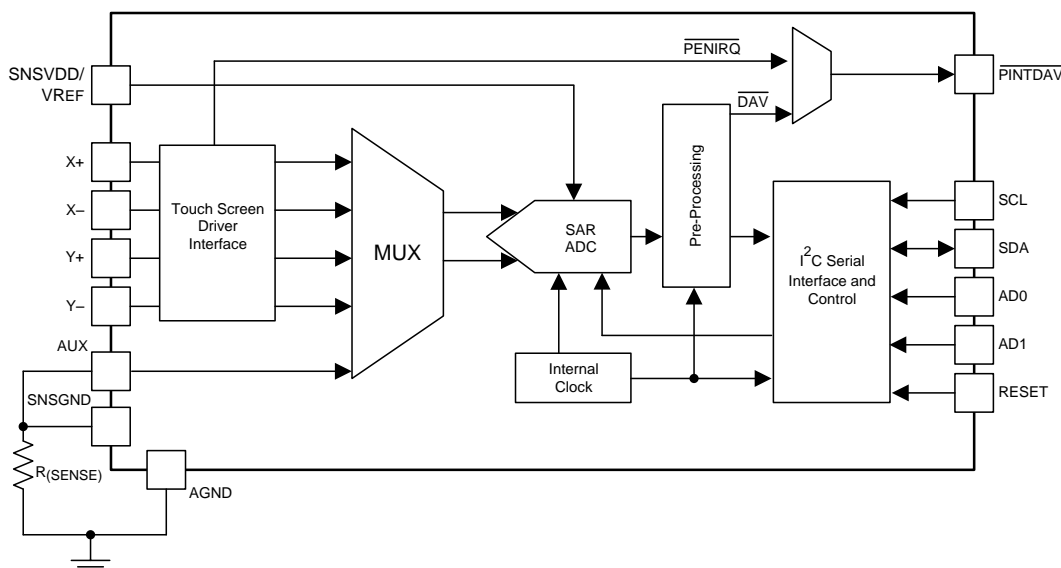 PENIRQ
SNSVDD/
VREF
PINTDAV
DAV
X+
X–
Y+
Y–
Touch Screen
Driver
Interface
MUX
SAR
ADC
Pre-Processing
I2C Serial
Interface and
Control
SCL
SDA
AD0
AD1
RESET
AUX
Internal
Clock
SNSGND
R(SENSE)
AGND